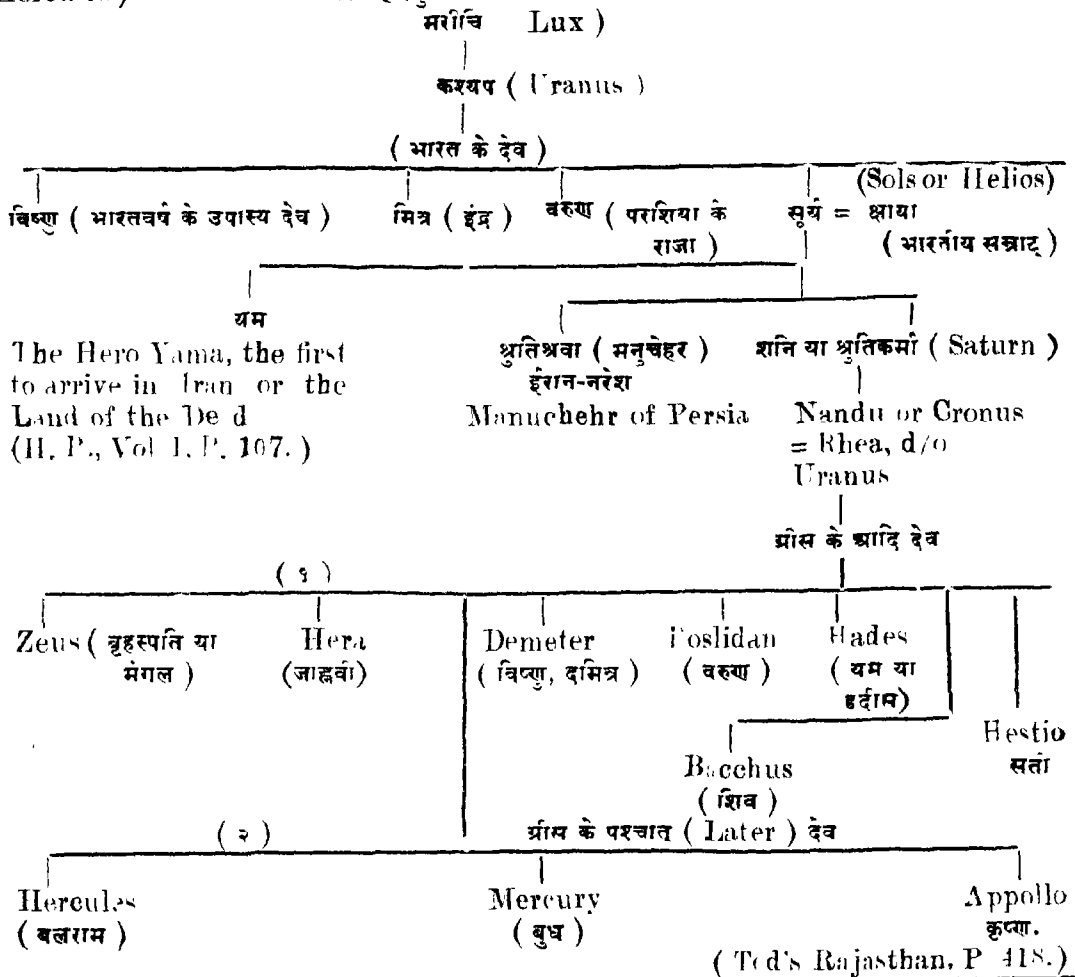 मरीचि Lux )
कश्यप ( Uranus )
( भारत के देव )
(Sols or Helios)
विष्णु ( भारतवर्ष के उपास्य देव ) मित्र ( इंद्र ) वरुण ( परशिया के सूर्य = क्षाया
राजा ) ( भारतीय सम्राट् )
यम
The Hero Yama, the first श्रुतिश्रवा ( मनुचेहर ) शनि या श्रुतिकर्मा ( Saturn )
to arrive in Iran or the ईरान-नरेश
Land of the De d Manuchehr of Persia Nandu or Cronus
(H. P., Vol 1. P. 107. ) = Rhea, d/o
Uranus
ग्रीस के आदि देव
( १ )
Zeus ( बृहस्पति या Hera Demeter Poslidan Hades
मंगल ) (जाह्नवी) ( विष्णु, दमित्र ) ( वरुण ) ( यम या
हर्दास)
Hestio
Bacchus सती
( शिव )
( २ ) ग्रीस के पश्चात ( Later ) देव
Hercules Mercury Appollo
( बलराम ) ( बुध ) कृष्ण.
( Tod's Rajasthan, P 418. )